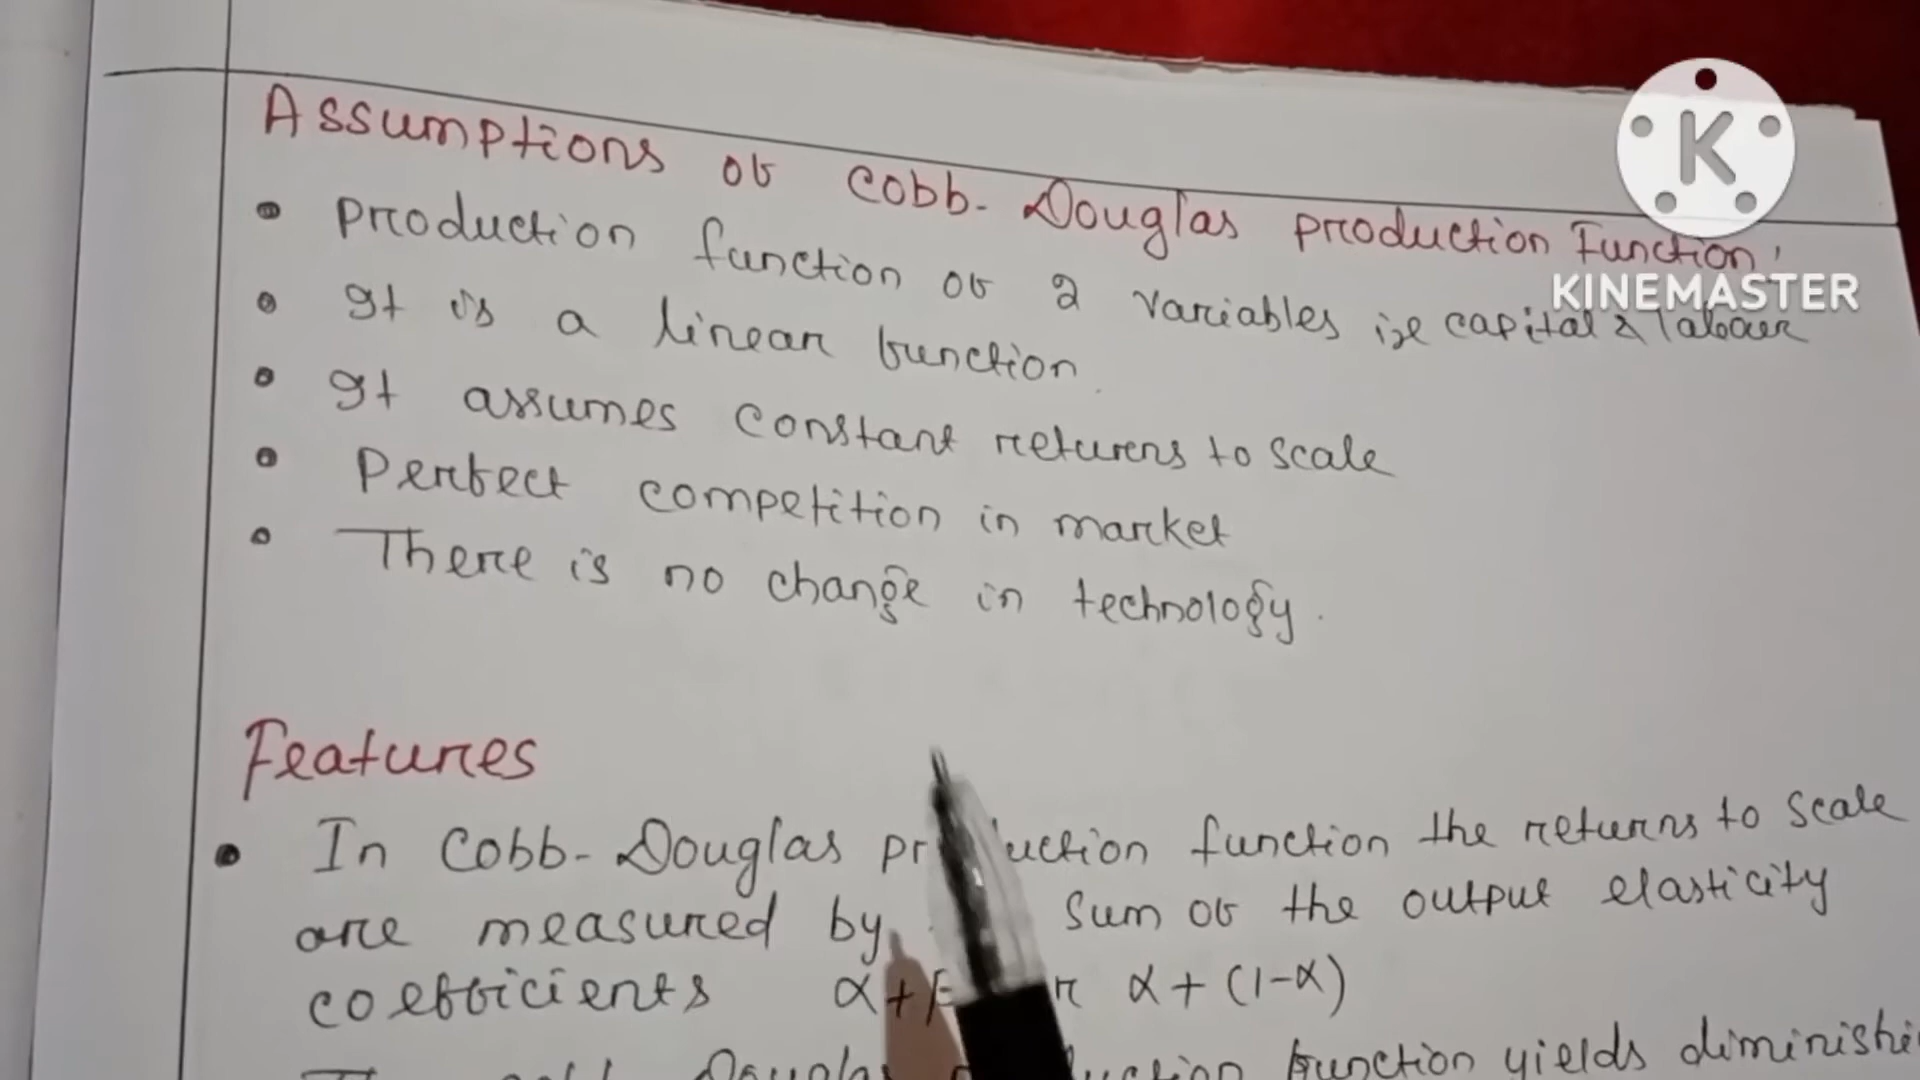 Assumptions of Cobb-Douglas production Function:
• production function of 2 variables i.e capital & labour
• It is a linear function.
• It assumes constant returns to scale
• Perfect competition in market
• There is no change in technology.
Features
• In Cobb-Douglas production function the returns to scale
are measured by sum of the output elasticity
coefficients α+ α+(1-α)
Douglas function yields
K
KINEMASTER